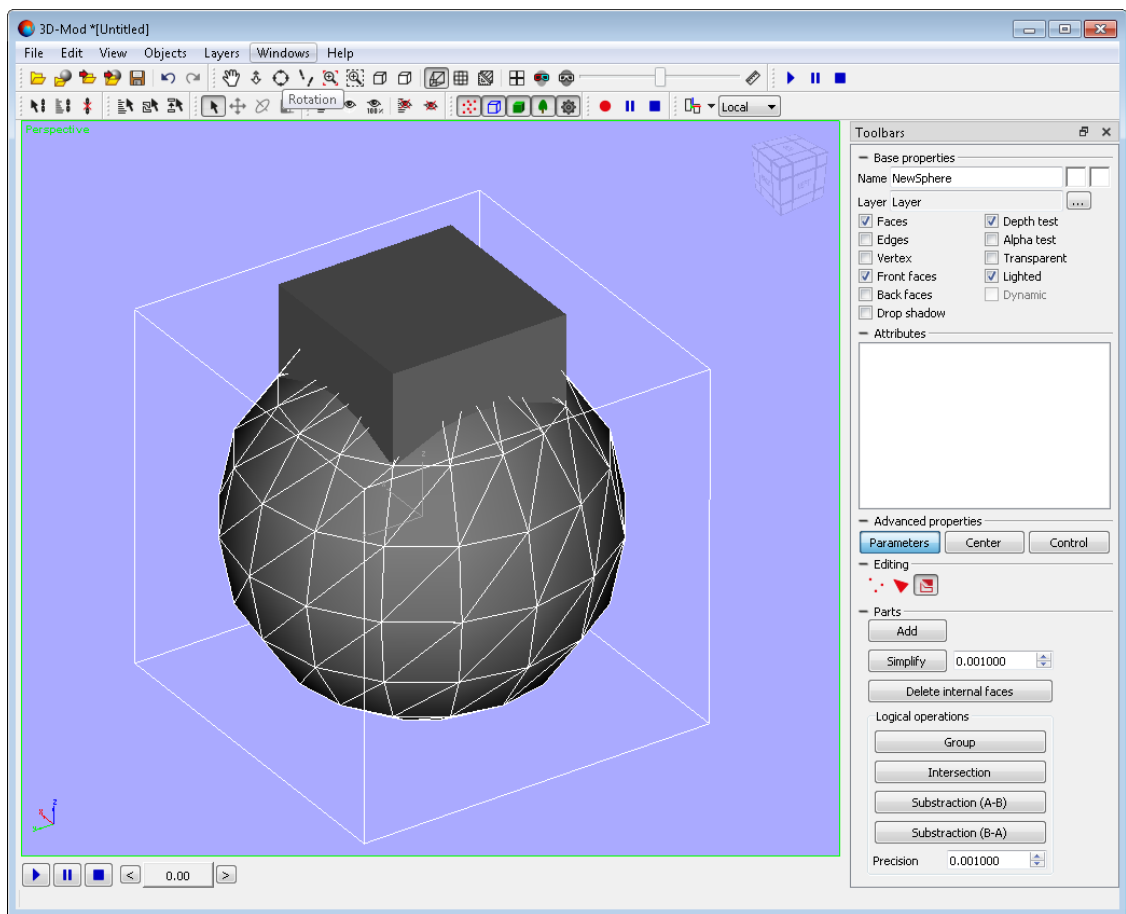 3D-Mod *[Untitled]
File Edit View Objects Layers Windows Help
Rotation
100%
Local
Perspective
z
z
x
y
0.00
Toolbars
Base properties
Name NewSphere
Layer Layer
...
Faces Depth test
Edges Alpha test
Vertex Transparent
Front faces Lighted
Back faces Dynamic
Drop shadow
Attributes
Advanced properties
Parameters Center Control
Editing
Parts
Add
Simplify 0.001000
Delete internal faces
Logical operations
Group
Intersection
Substraction (A-B)
Substraction (B-A)
Precision 0.001000